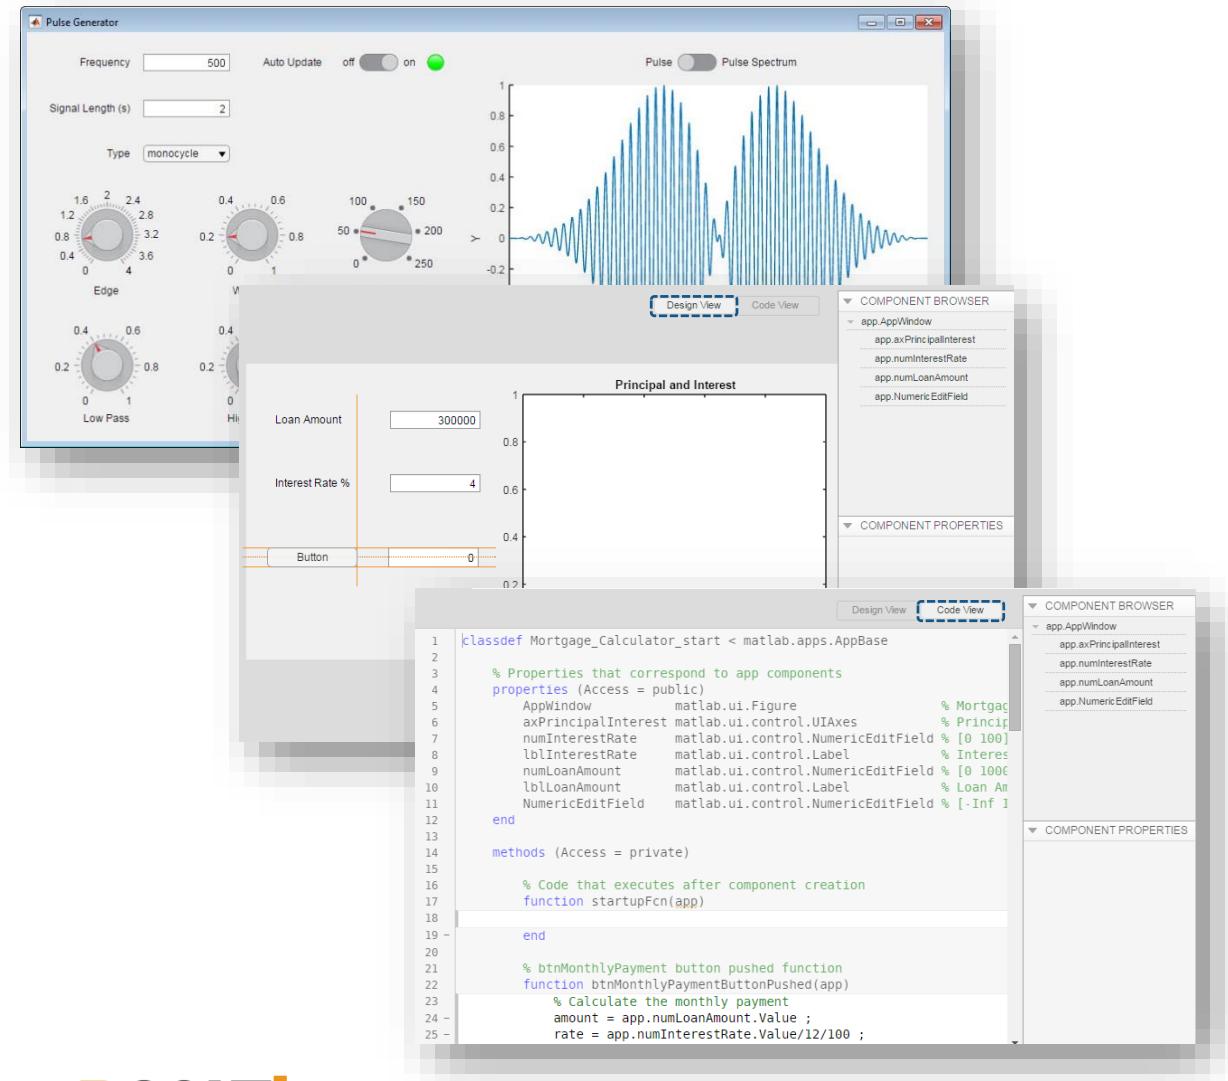 Pulse Generator
Frequency 500 Auto Update off on Pulse Pulse Spectrum
Signal Length (s) 2
Type monocycle
1
0.8
0.6
0.4
0.2
0
-0.2
Y
0 0.4 0.8 1.2 1.6 2 2.4 2.8 3.2 3.6 4
Edge
0 0.2 0.4 0.6 0.8 1
0 50 100 150 200 250
0 0.2 0.4 0.6 0.8 1
Low Pass
0 0.2 0.4
Design View Code View
COMPONENT BROWSER
app.AppWindow
app.axPrincipalInterest
app.numInterestRate
app.numLoanAmount
app.NumericEditField
COMPONENT PROPERTIES
Principal and Interest
1
0.8
0.6
0.4
0.2
Loan Amount 300000
Interest Rate % 4
Button 0
Design View Code View
COMPONENT BROWSER
app.AppWindow
app.axPrincipalInterest
app.numInterestRate
app.numLoanAmount
app.NumericEditField
COMPONENT PROPERTIES
1 classdef Mortgage_Calculator_start < matlab.apps.AppBase
2
3 % Properties that correspond to app components
4 properties (Access = public)
5 AppWindow matlab.ui.Figure % Mortgag
6 axPrincipalInterest matlab.ui.control.UIAxes % Princip
7 numInterestRate matlab.ui.control.NumericEditField % [0 100]
8 lblInterestRate matlab.ui.control.Label % Interes
9 numLoanAmount matlab.ui.control.NumericEditField % [0 1000
10 lblLoanAmount matlab.ui.control.Label % Loan Am
11 NumericEditField matlab.ui.control.NumericEditField % [-Inf I
12 end
13
14 methods (Access = private)
15
16 % Code that executes after component creation
17 function startupFcn(app)
18
19 – end
20
21 % btnMonthlyPayment button pushed function
22 function btnMonthlyPaymentButtonPushed(app)
23 % Calculate the monthly payment
24 – amount = app.numLoanAmount.Value ;
25 – rate = app.numInterestRate.Value/12/100 ;